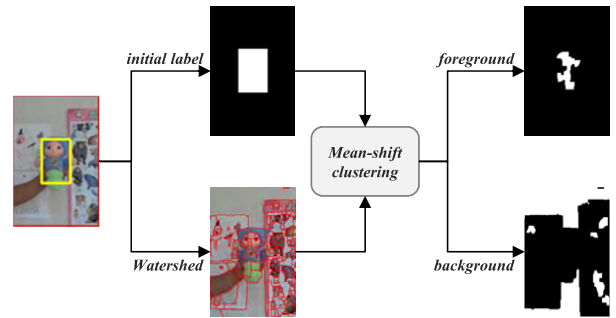 initial label
foreground
Mean-shift
clustering
Watershed
background